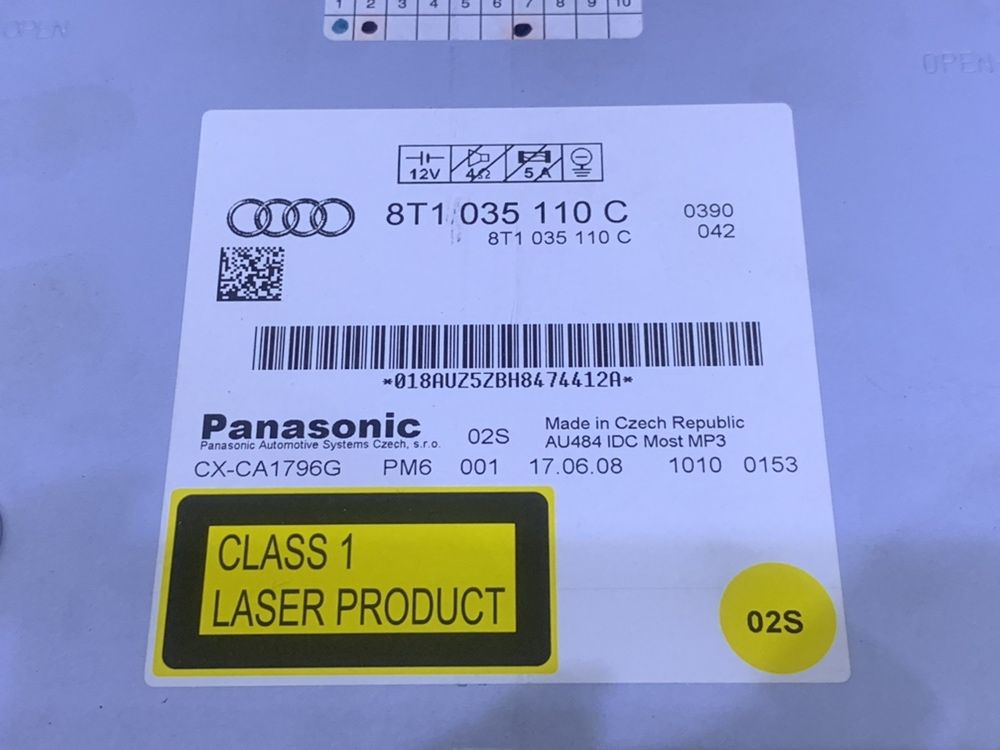 1 2 3 4 5 6 7 8 9 10
OPEN
OPEN
12V 4Ω 5A
8T1 035 110 C 0390
8T1 035 110 C 042
*018AUZ5ZBH8474412A*
Panasonic
Panasonic Automotive Systems Czech, s.r.o.
02S
Made in Czech Republic
AU484 IDC Most MP3
CX-CA1796G PM6 001 17.06.08 1010 0153
CLASS 1
LASER PRODUCT
02S